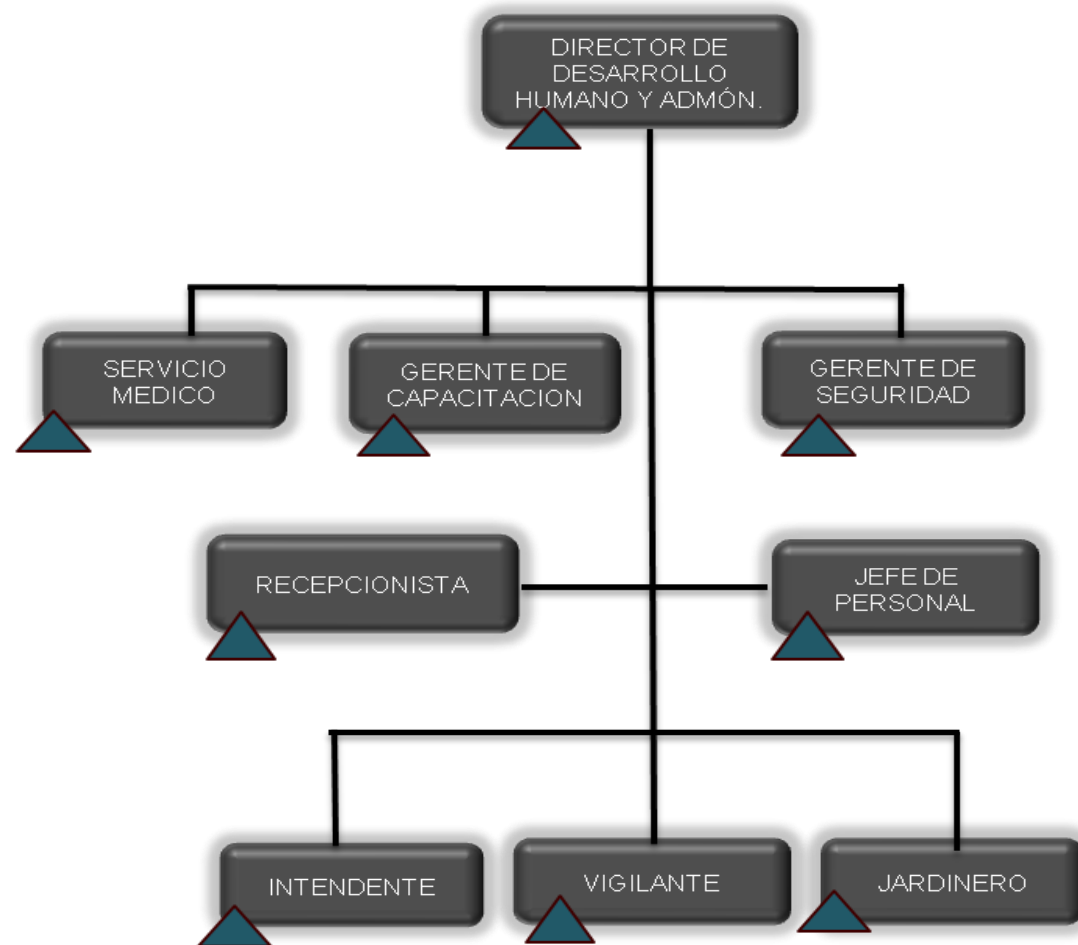 DIRECTOR DE
DESARROLLO
HUMANO Y ADMÓN.
SERVICIO
MEDICO
GERENTE DE
CAPACITACION
GERENTE DE
SEGURIDAD
RECEPCIONISTA
JEFE DE
PERSONAL
INTENDENTE
VIGILANTE
JARDINERO